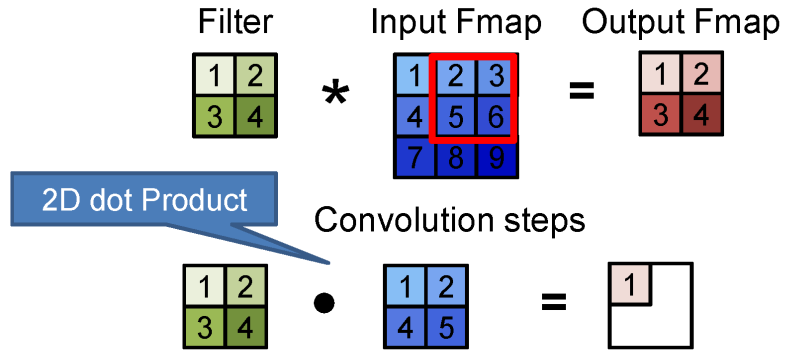 Filter Input Fmap Output Fmap
1 2 * 1 2 3 = 1 2
3 4 4 5 6 3 4
7 8 9
2D dot Product
Convolution steps
1 2 • 1 2 = 1
3 4 4 5